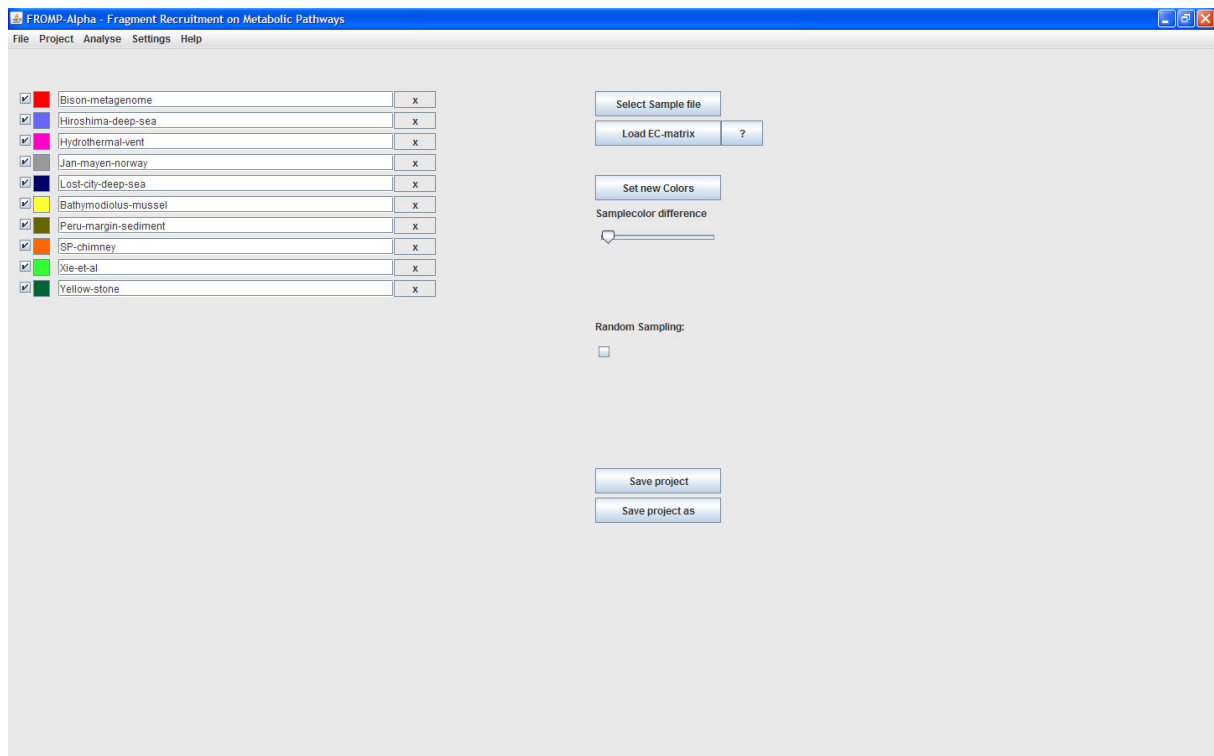 FROMP-Alpha - Fragment Recruitment on Metabolic Pathways
File Project Analyse Settings Help
Bison-metagenome x
Hiroshima-deep-sea x
Hydrothermal-vent x
Jan-mayen-norway x
Lost-city-deep-sea x
Bathymodiolus-mussel x
Peru-margin-sediment x
SP-chimney x
Xie-et-al x
Yellow-stone x
Select Sample file
Load EC-matrix ?
Set new Colors
Samplecolor difference
Random Sampling:
Save project
Save project as